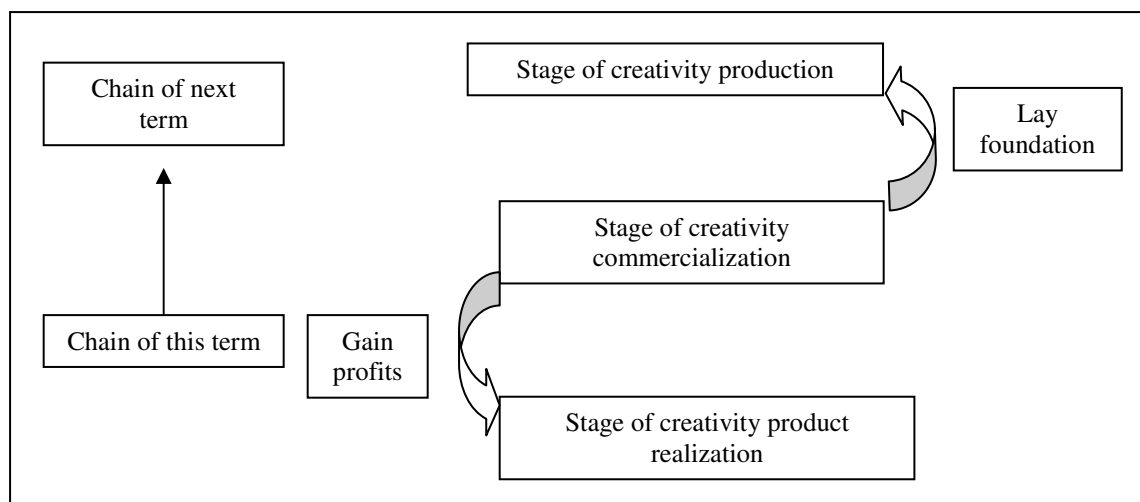 Stage of creativity production
Chain of next
term
Lay
foundation
Stage of creativity
commercialization
Chain of this term
Gain
profits
Stage of creativity product
realization